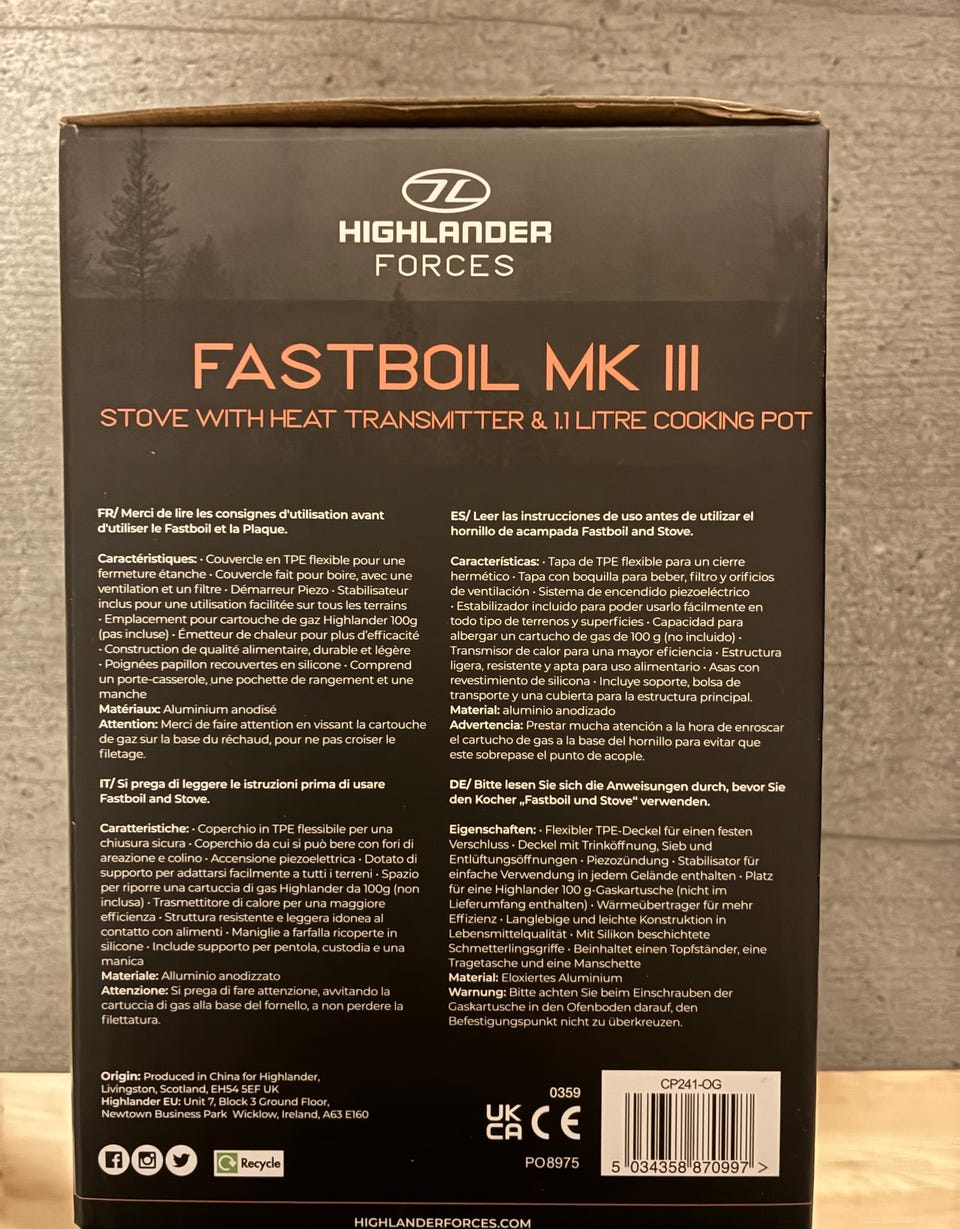 HIGHLANDER
FORCES
FASTBOIL MK III
STOVE WITH HEAT TRANSMITTER & 1.1 LITRE COOKING POT
FR/ Merci de lire les consignes d'utilisation avant
d'utiliser le Fastboil et la Plaque.
Caractéristiques: · Couvercle en TPE flexible pour une
fermeture étanche · Couvercle fait pour boire, avec une
ventilation et un filtre · Démarreur Piezo · Stabilisateur
inclus pour une utilisation facilitée sur tous les terrains
· Emplacement pour cartouche de gaz Highlander 100g
(pas incluse) · Émetteur de chaleur pour plus d'efficacité
· Construction de qualité alimentaire, durable et légère
· Poignées papillon recouvertes en silicone · Comprend
un porte-casserole, une pochette de rangement et une
manche
Matériaux: Aluminium anodisé
Attention: Merci de faire attention en vissant la cartouche
de gaz sur la base du réchaud, pour ne pas croiser le
filetage.
IT/ Si prega di leggere le istruzioni prima di usare
Fastboil and Stove.
Caratteristiche: · Coperchio in TPE flessibile per una
chiusura sicura · Coperchio da cui si può bere con fori di
areazione e colino · Accensione piezoelettrica · Dotato di
supporto per adattarsi facilmente a tutti i terreni · Spazio
per riporre una cartuccia di gas Highlander da 100g (non
inclusa) · Trasmettitore di calore per una maggiore
efficienza · Struttura resistente e leggera idonea al
contatto con alimenti · Maniglie a farfalla ricoperte in
silicone · Include supporto per pentola, custodia e una
manica
Materiale: Alluminio anodizzato
Attenzione: Si prega di fare attenzione, avvitando la
cartuccia di gas alla base del fornello, a non perdere la
filettatura.
ES/ Leer las instrucciones de uso antes de utilizar el
hornillo de acampada Fastboil and Stove.
Características: · Tapa de TPE flexible para un cierre
hermético · Tapa con boquilla para beber, filtro y orificios
de ventilación · Sistema de encendido piezoeléctrico
· Estabilizador incluido para poder usarlo fácilmente en
todo tipo de terrenos y superficies · Capacidad para
albergar un cartucho de gas de 100 g (no incluido) ·
Transmisor de calor para una mayor eficiencia · Estructura
ligera, resistente y apta para uso alimentario · Asas con
revestimiento de silicona · Incluye soporte, bolsa de
transporte y una cubierta para la estructura principal.
Material: aluminio anodizado
Advertencia: Prestar mucha atención a la hora de enroscar
el cartucho de gas a la base del hornillo para evitar que
este sobrepase el punto de acople.
DE/ Bitte lesen Sie sich die Anweisungen durch, bevor Sie
den Kocher „Fastboil und Stove“ verwenden.
Eigenschaften: · Flexibler TPE-Deckel für einen festen
Verschluss · Deckel mit Trinköffnung, Sieb und
Entlüftungsöffnungen · Piezozündung · Stabilisator für
einfache Verwendung in jedem Gelände enthalten · Platz
für eine Highlander 100 g-Gaskartusche (nicht im
Lieferumfang enthalten) · Wärmeübertrager für mehr
Effizienz · Langlebige und leichte Konstruktion in
Lebensmittelqualität · Mit Silikon beschichtete
Schmetterlingsgriffe · Beinhaltet einen Topfständer, eine
Tragetasche und eine Manschette
Material: Eloxiertes Aluminium
Warnung: Bitte achten Sie beim Einschrauben der
Gaskartusche in den Ofenboden darauf, den
Befestigungspunkt nicht zu überkreuzen.
Origin: Produced in China for Highlander,
Livingston, Scotland, EH54 5EF UK
Highlander EU: Unit 7, Block 3 Ground Floor,
Newtown Business Park Wicklow, Ireland, A63 E160
Recycle
0359
UK
CA CE
PO8975
CP241-OG
5 034358 870997 >
HIGHLANDERFORCES.COM